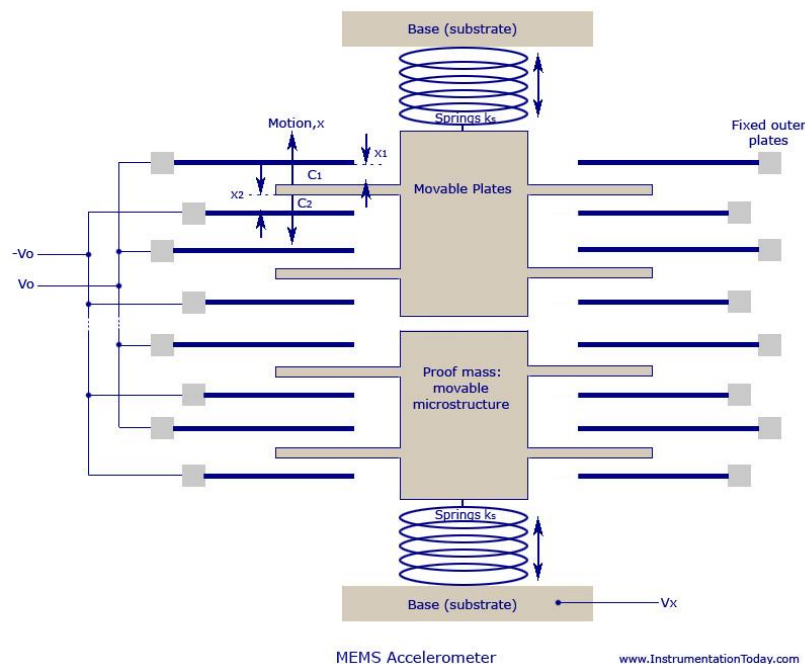 Base (substrate)
Springs kₛ
Motion,x
Fixed outer
plates
x₁
C₁
x₂
Movable Plates
C₂
-Vo
Vo
Proof mass:
movable
microstructure
Springs kₛ
Base (substrate)
Vx
MEMS Accelerometer
www.InstrumentationToday.com